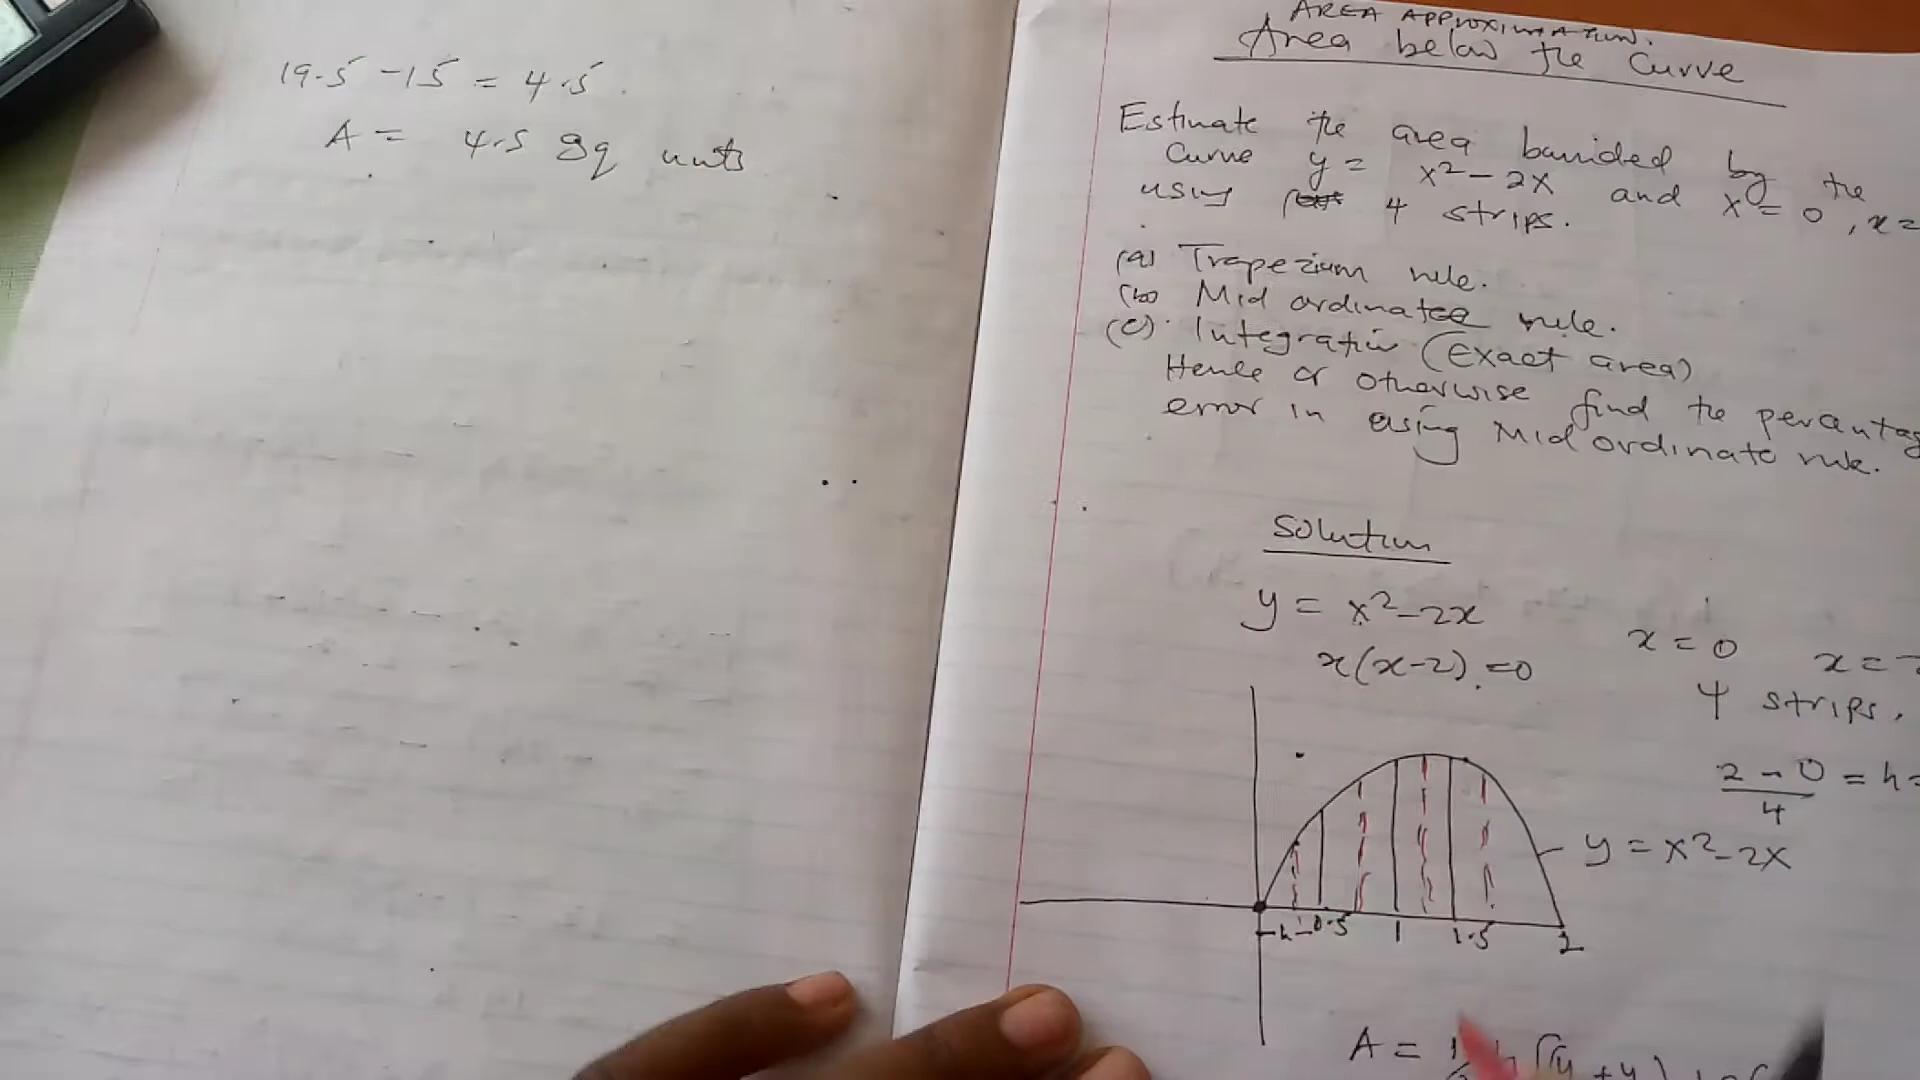 19.5 - 15 = 4.5
A = 4.5 sq units
AREA APPROXIMATION.
Area below the Curve
Estimate the area bounded by the
Curve y = x² - 2x and x = 0, x =
using 4 strips.
(a) Trapezium rule.
(b) Mid ordinate rule.
(c) Integration (Exact area)
Hence or otherwise find the percentag
error in using Mid ordinate rule.
Solution
y = x² - 2x
x(x-2) = 0
x = 0 x =
4 strips.
2 - 0 = h =
4
y = x² - 2x
h 0.5 1 1.5 2
A =